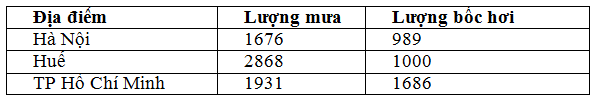 Địa điểm Lượng mưa Lượng bốc hơi
Hà Nội 1676 989
Huế 2868 1000
TP Hồ Chí Minh 1931 1686